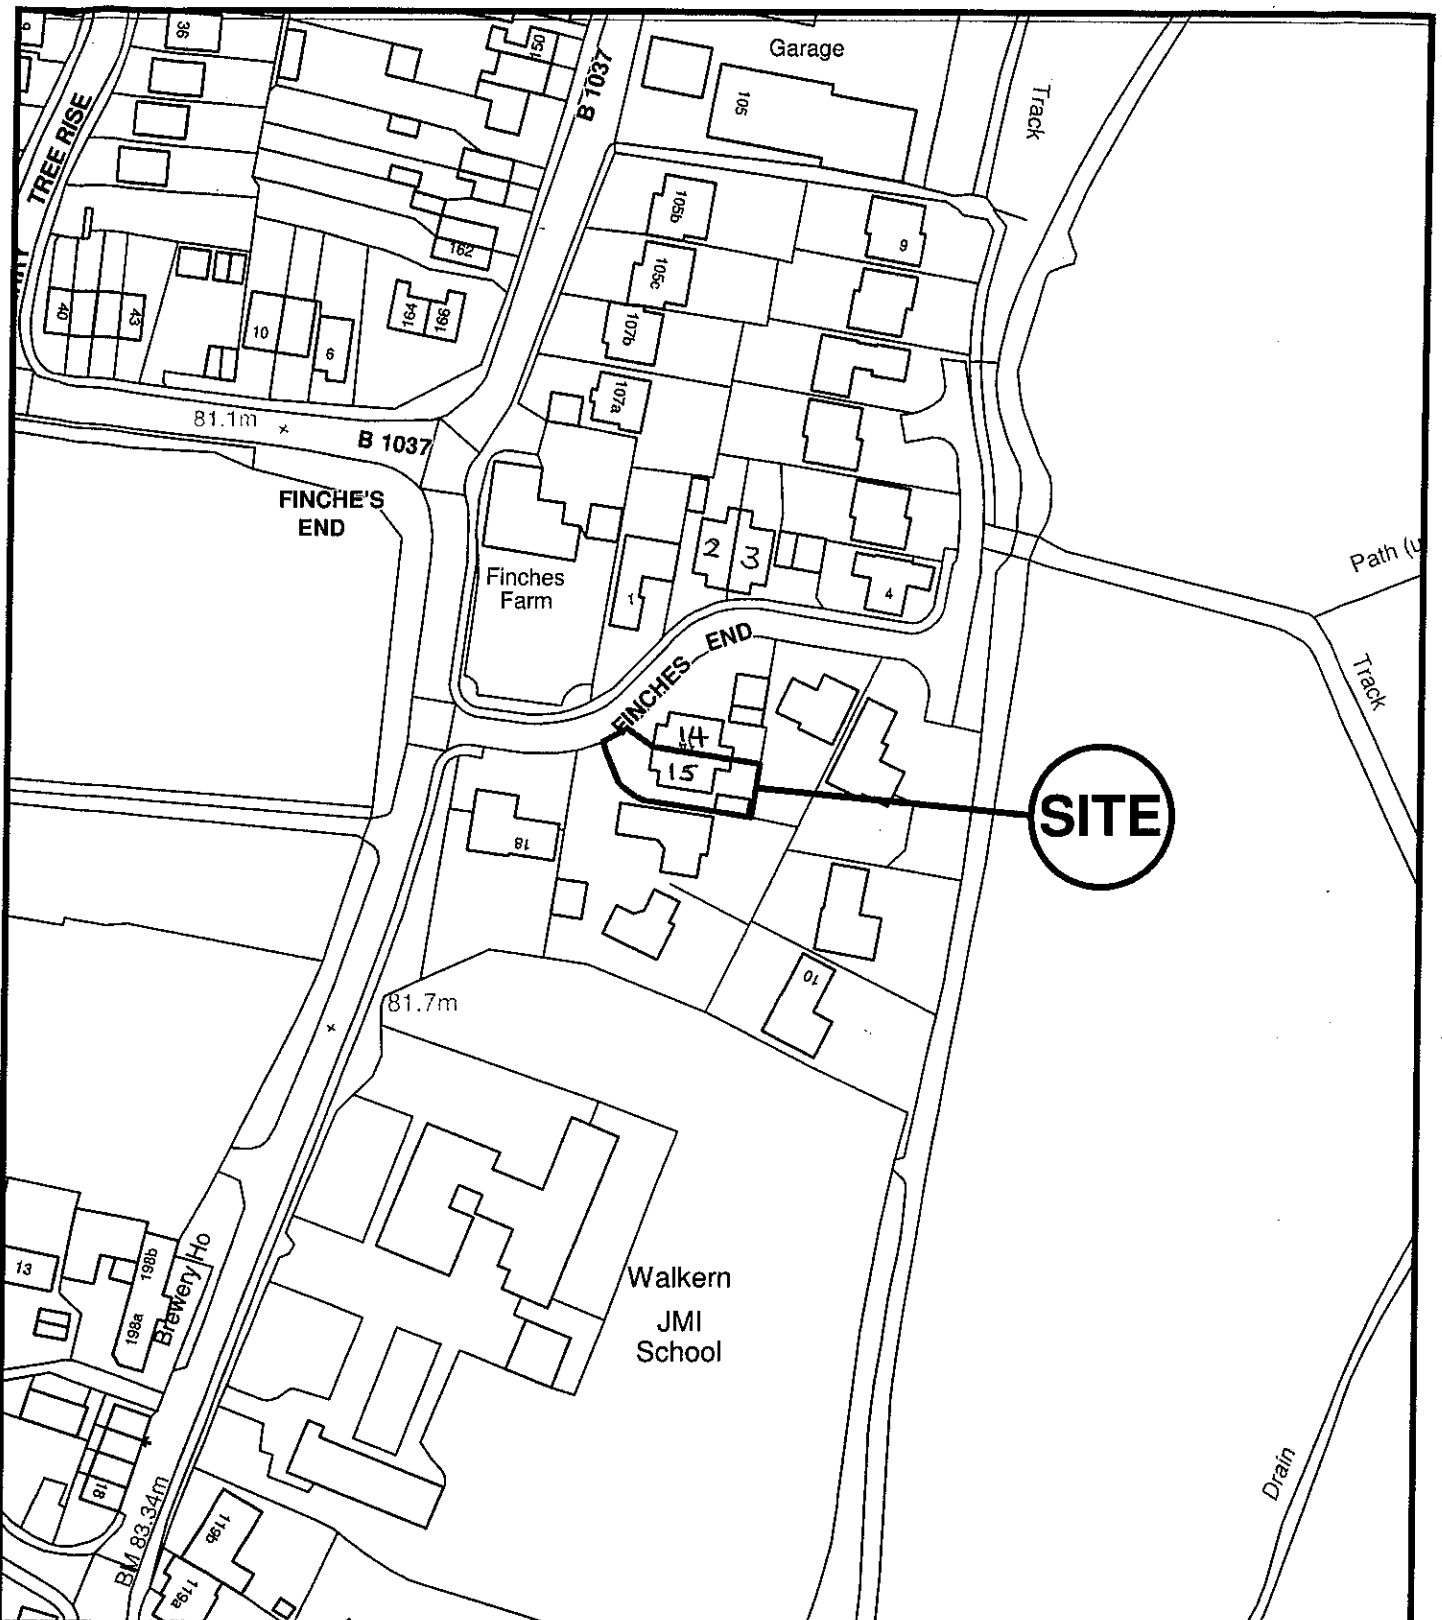 36
150
Garage
B 1037
105
Track
TREE RISE
105b
9
162
105c
40
43
10
6
164
166
107b
107a
81.1m
B 1037
FINCHE'S
END
2
3
Finches
Farm
1
4
Path (u
FINCHES END
Track
14
15
SITE
18
10
81.7m
Walkern
JMI
School
13
198b
198a
Brewery Ho
18
BM 83.34m
119b
119a
Drain